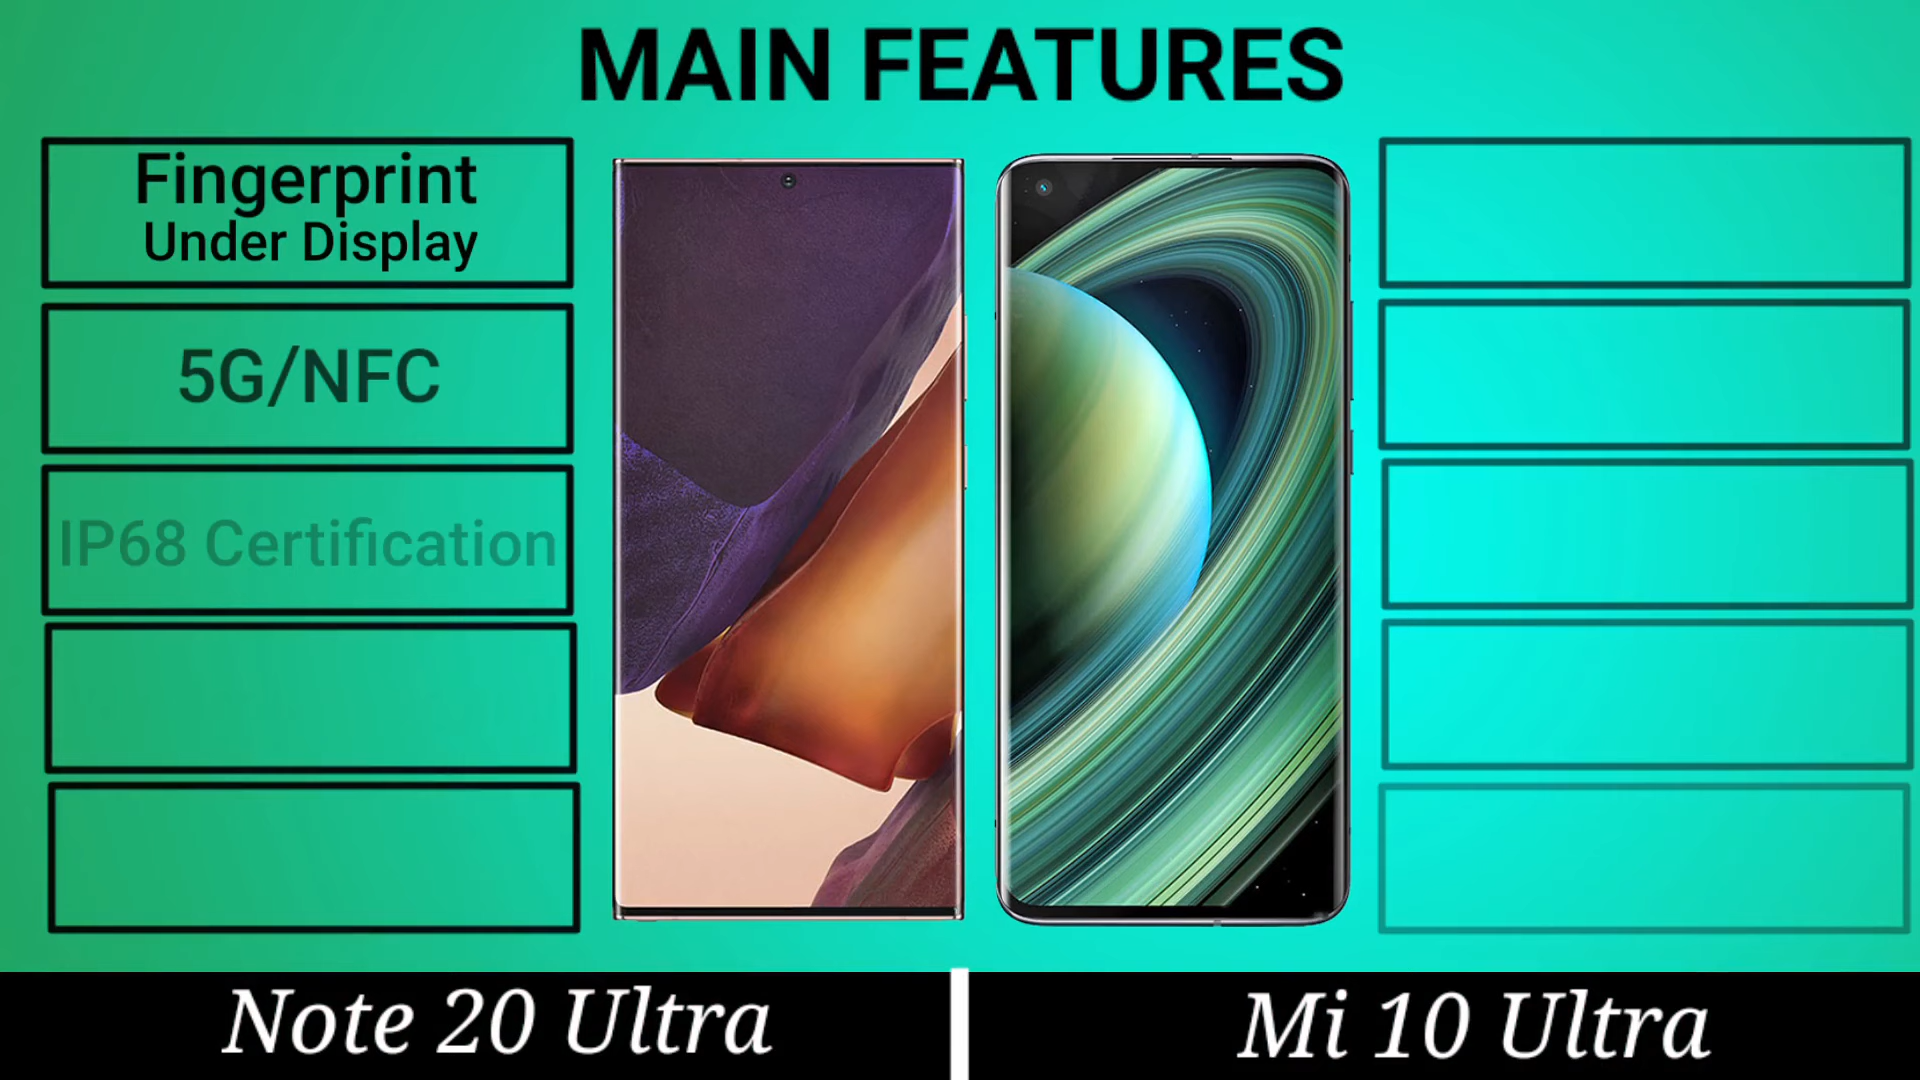 MAIN FEATURES
Fingerprint
Under Display
5G/NFC
IP68 Certification
Note 20 Ultra
Mi 10 Ultra